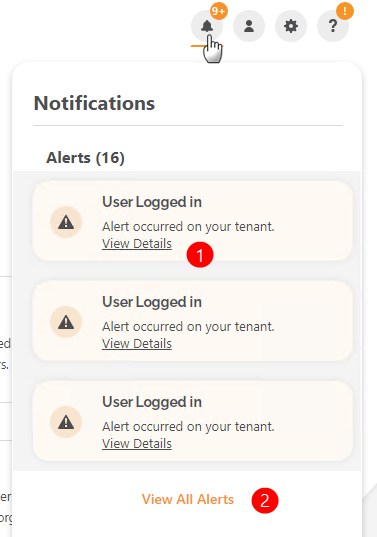 9+
!
?
Notifications
Alerts (16)
User Logged in
Alert occurred on your tenant.
View Details
1
User Logged in
Alert occurred on your tenant.
View Details
User Logged in
Alert occurred on your tenant.
View Details
View All Alerts
2